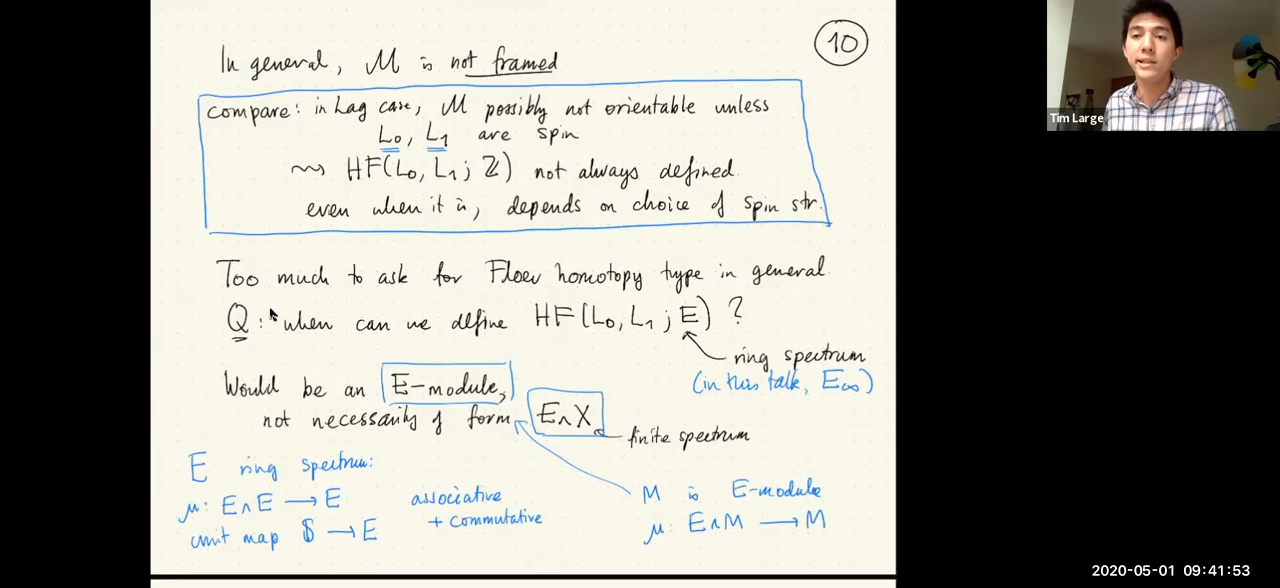 10
In general, M is not framed
compare: in Lag case, M possibly not orientable unless
L₀, L₁ are spin
⇝ HF(L₀, L₁; ℤ) not always defined.
even when it is, depends on choice of spin str.
Too much to ask for Floer homotopy type in general
Q: when can we define HF(L₀, L₁; E) ?
ring spectrum
(in this talk, E∞)
Would be an E-module,
not necessarily of form E∧X
finite spectrum
E ring spectrum:
μ: E∧E → E associative
+ commutative
unit map 𝕊 → E
M is E-module
μ: E∧M → M
Tim Large
2020-05-01 09:41:53